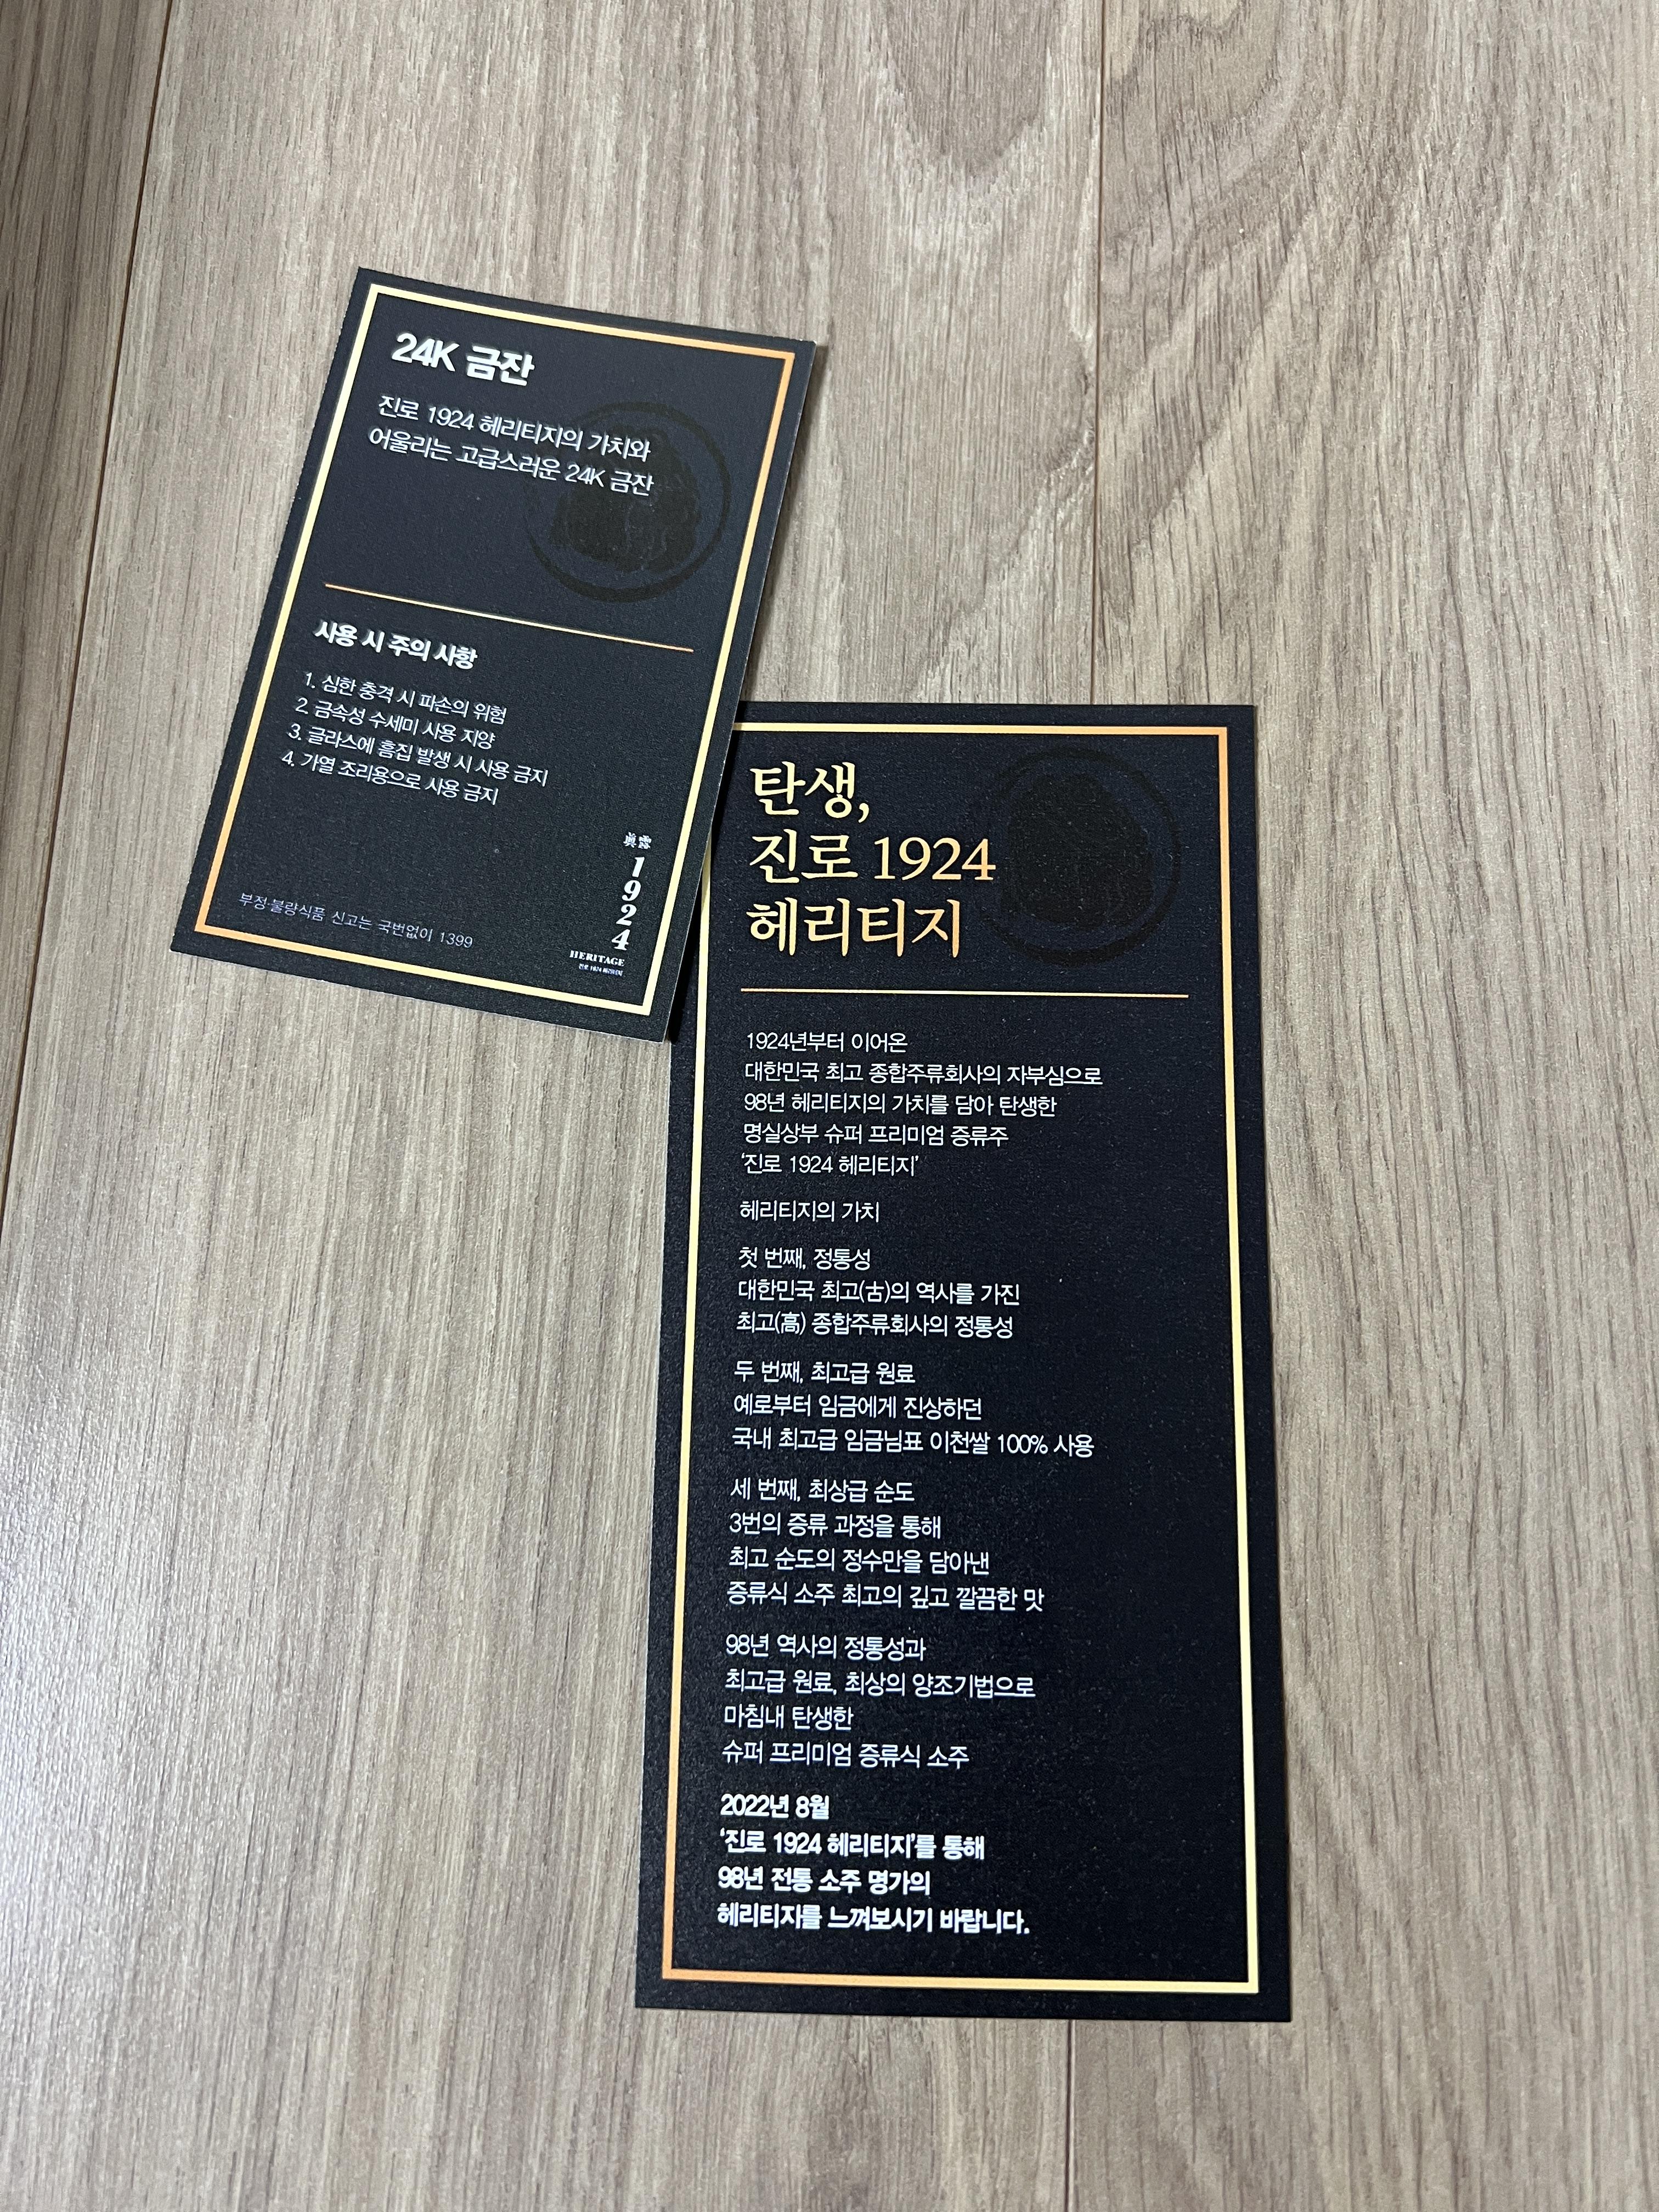 24K 금잔
진로 1924 헤리티지의 가치와
어울리는 고급스러운 24K 금잔
사용 시 주의 사항
1. 심한 충격 시 파손의 위험
2. 금속성 수세미 사용 지양
3. 글라스에 흠집 발생 시 사용 금지
4. 가열 조리용으로 사용 금지
부정·불량식품 신고는 국번없이 1399
眞露
1924
HERITAGE
진로 1924 헤리티지
탄생,
진로 1924
헤리티지
1924년부터 이어온
대한민국 최고 종합주류회사의 자부심으로
98년 헤리티지의 가치를 담아 탄생한
명실상부 슈퍼 프리미엄 증류주
‘진로 1924 헤리티지’
헤리티지의 가치
첫 번째, 정통성
대한민국 최고(古)의 역사를 가진
최고(高) 종합주류회사의 정통성
두 번째, 최고급 원료
예로부터 임금에게 진상하던
국내 최고급 임금님표 이천쌀 100% 사용
세 번째, 최상급 순도
3번의 증류 과정을 통해
최고 순도의 정수만을 담아낸
증류식 소주 최고의 깊고 깔끔한 맛
98년 역사의 정통성과
최고급 원료, 최상의 양조기법으로
마침내 탄생한
슈퍼 프리미엄 증류식 소주
2022년 8월
‘진로 1924 헤리티지’를 통해
98년 전통 소주 명가의
헤리티지를 느껴보시기 바랍니다.